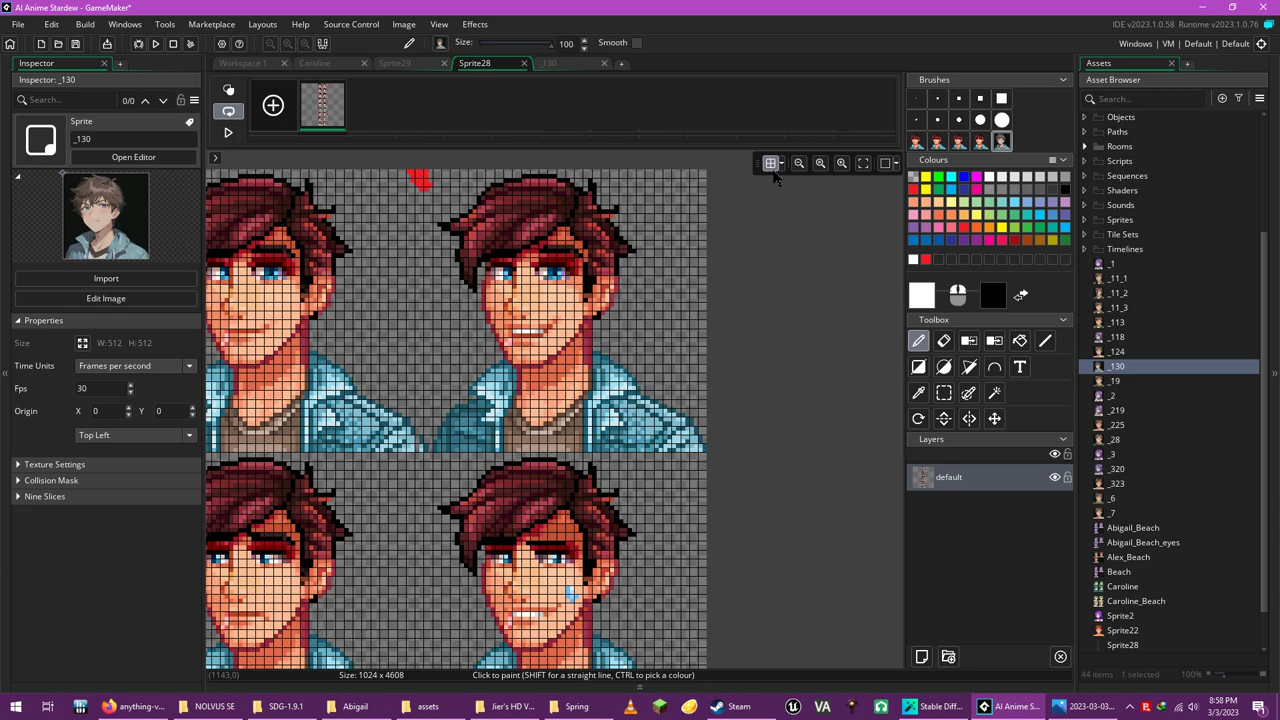 AI Anime Stardew - GameMaker*
File Edit Build Windows Tools Marketplace Layouts Help Source Control Image View Effects
IDE v2023.1.0.58 Runtime v2023.1.0.76
Size: 100 Smooth
Windows | VM | Default | Default
Inspector
Workspace 1 Caroline Sprite29 Sprite28 _130
Assets
Inspector: _130
Search... 0/0
Sprite
_130
Open Editor
Import
Edit Image
Properties
Size W:512 H:512
Time Units Frames per second
Fps 30
Origin X 0 Y 0
Top Left
Texture Settings
Collision Mask
Nine Slices
(1143,0) Size: 1024 x 4608 Click to paint (SHIFT for a straight line, CTRL to pick a colour)
Brushes
Colours
Toolbox
T
Layers
default
Asset Browser
Search...
Objects
Paths
Rooms
Scripts
Sequences
Shaders
Sounds
Sprites
Tile Sets
Timelines
_1
_11_1
_11_2
_11_3
_113
_118
_124
_130
_19
_2
_219
_225
_28
_3
_320
_323
_6
_7
Abigail_Beach
Abigail_Beach_eyes
Alex_Beach
Beach
Caroline
Caroline_Beach
Sprite2
Sprite22
Sprite28
44 items 1 selected 100%
anything-v... NOLVUS SE SDG-1.9.1 Abigail assets Jier's HD V... Spring Steam VA Stable Diff... AI Anime S... 2023-03-03...
8:58 PM
3/3/2023